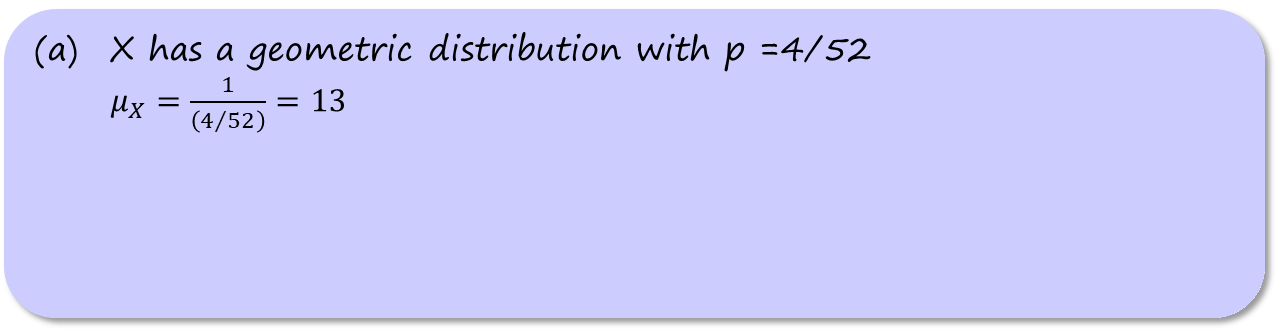 (a) X has a geometric distribution with p =4/52
μ_X = 1/(4/52) = 13